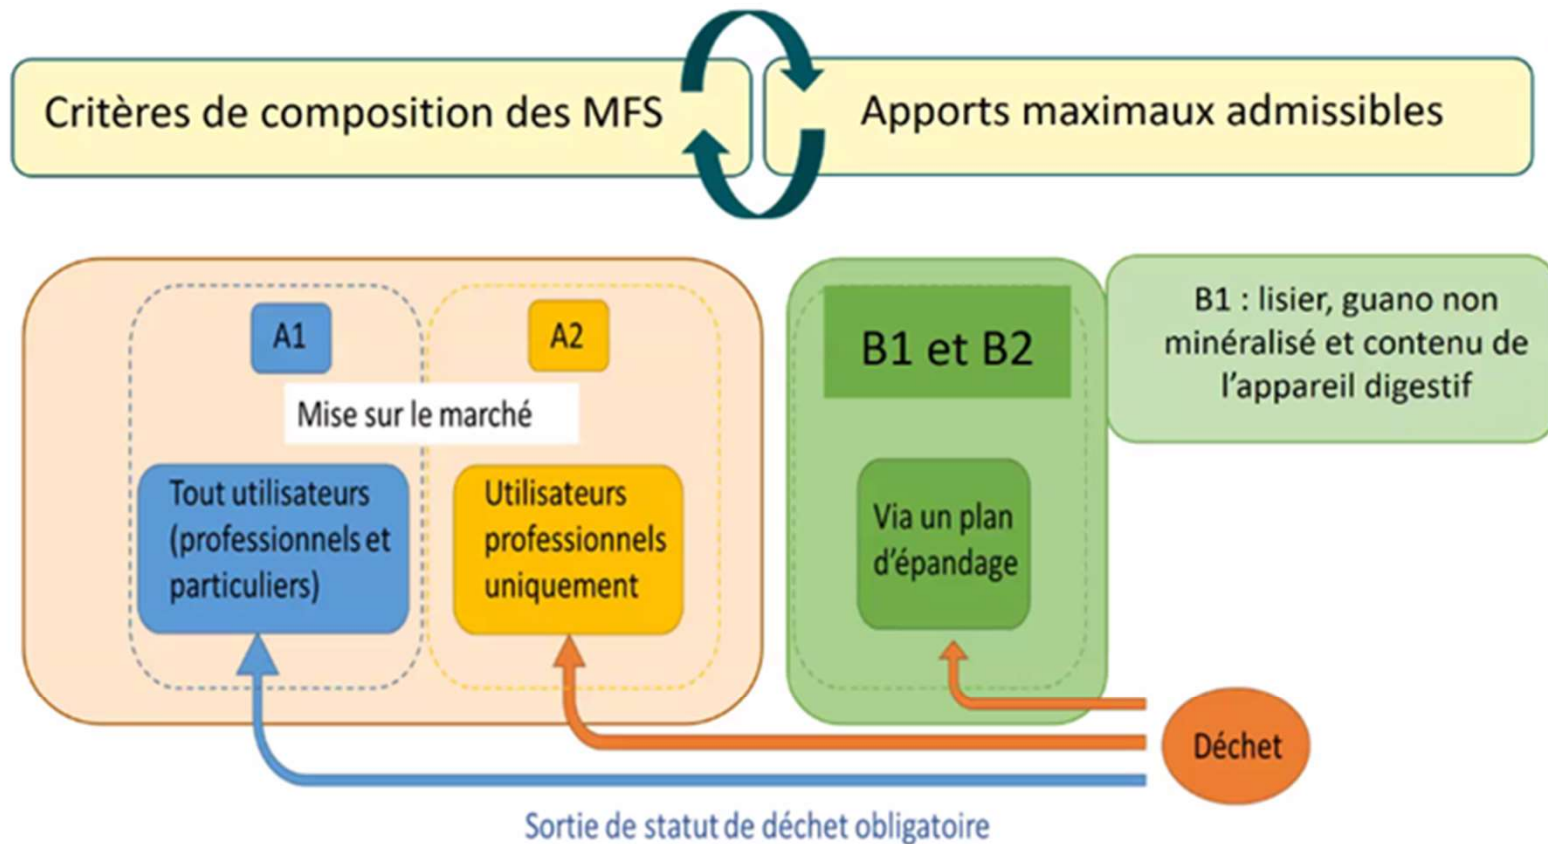 Critères de composition des MFS
Apports maximaux admissibles
A1
A2
Mise sur le marché
Tout utilisateurs
(professionnels et
particuliers)
Utilisateurs
professionnels
uniquement
B1 et B2
Via un plan
d’épandage
B1 : lisier, guano non
minéralisé et contenu de
l’appareil digestif
Déchet
Sortie de statut de déchet obligatoire